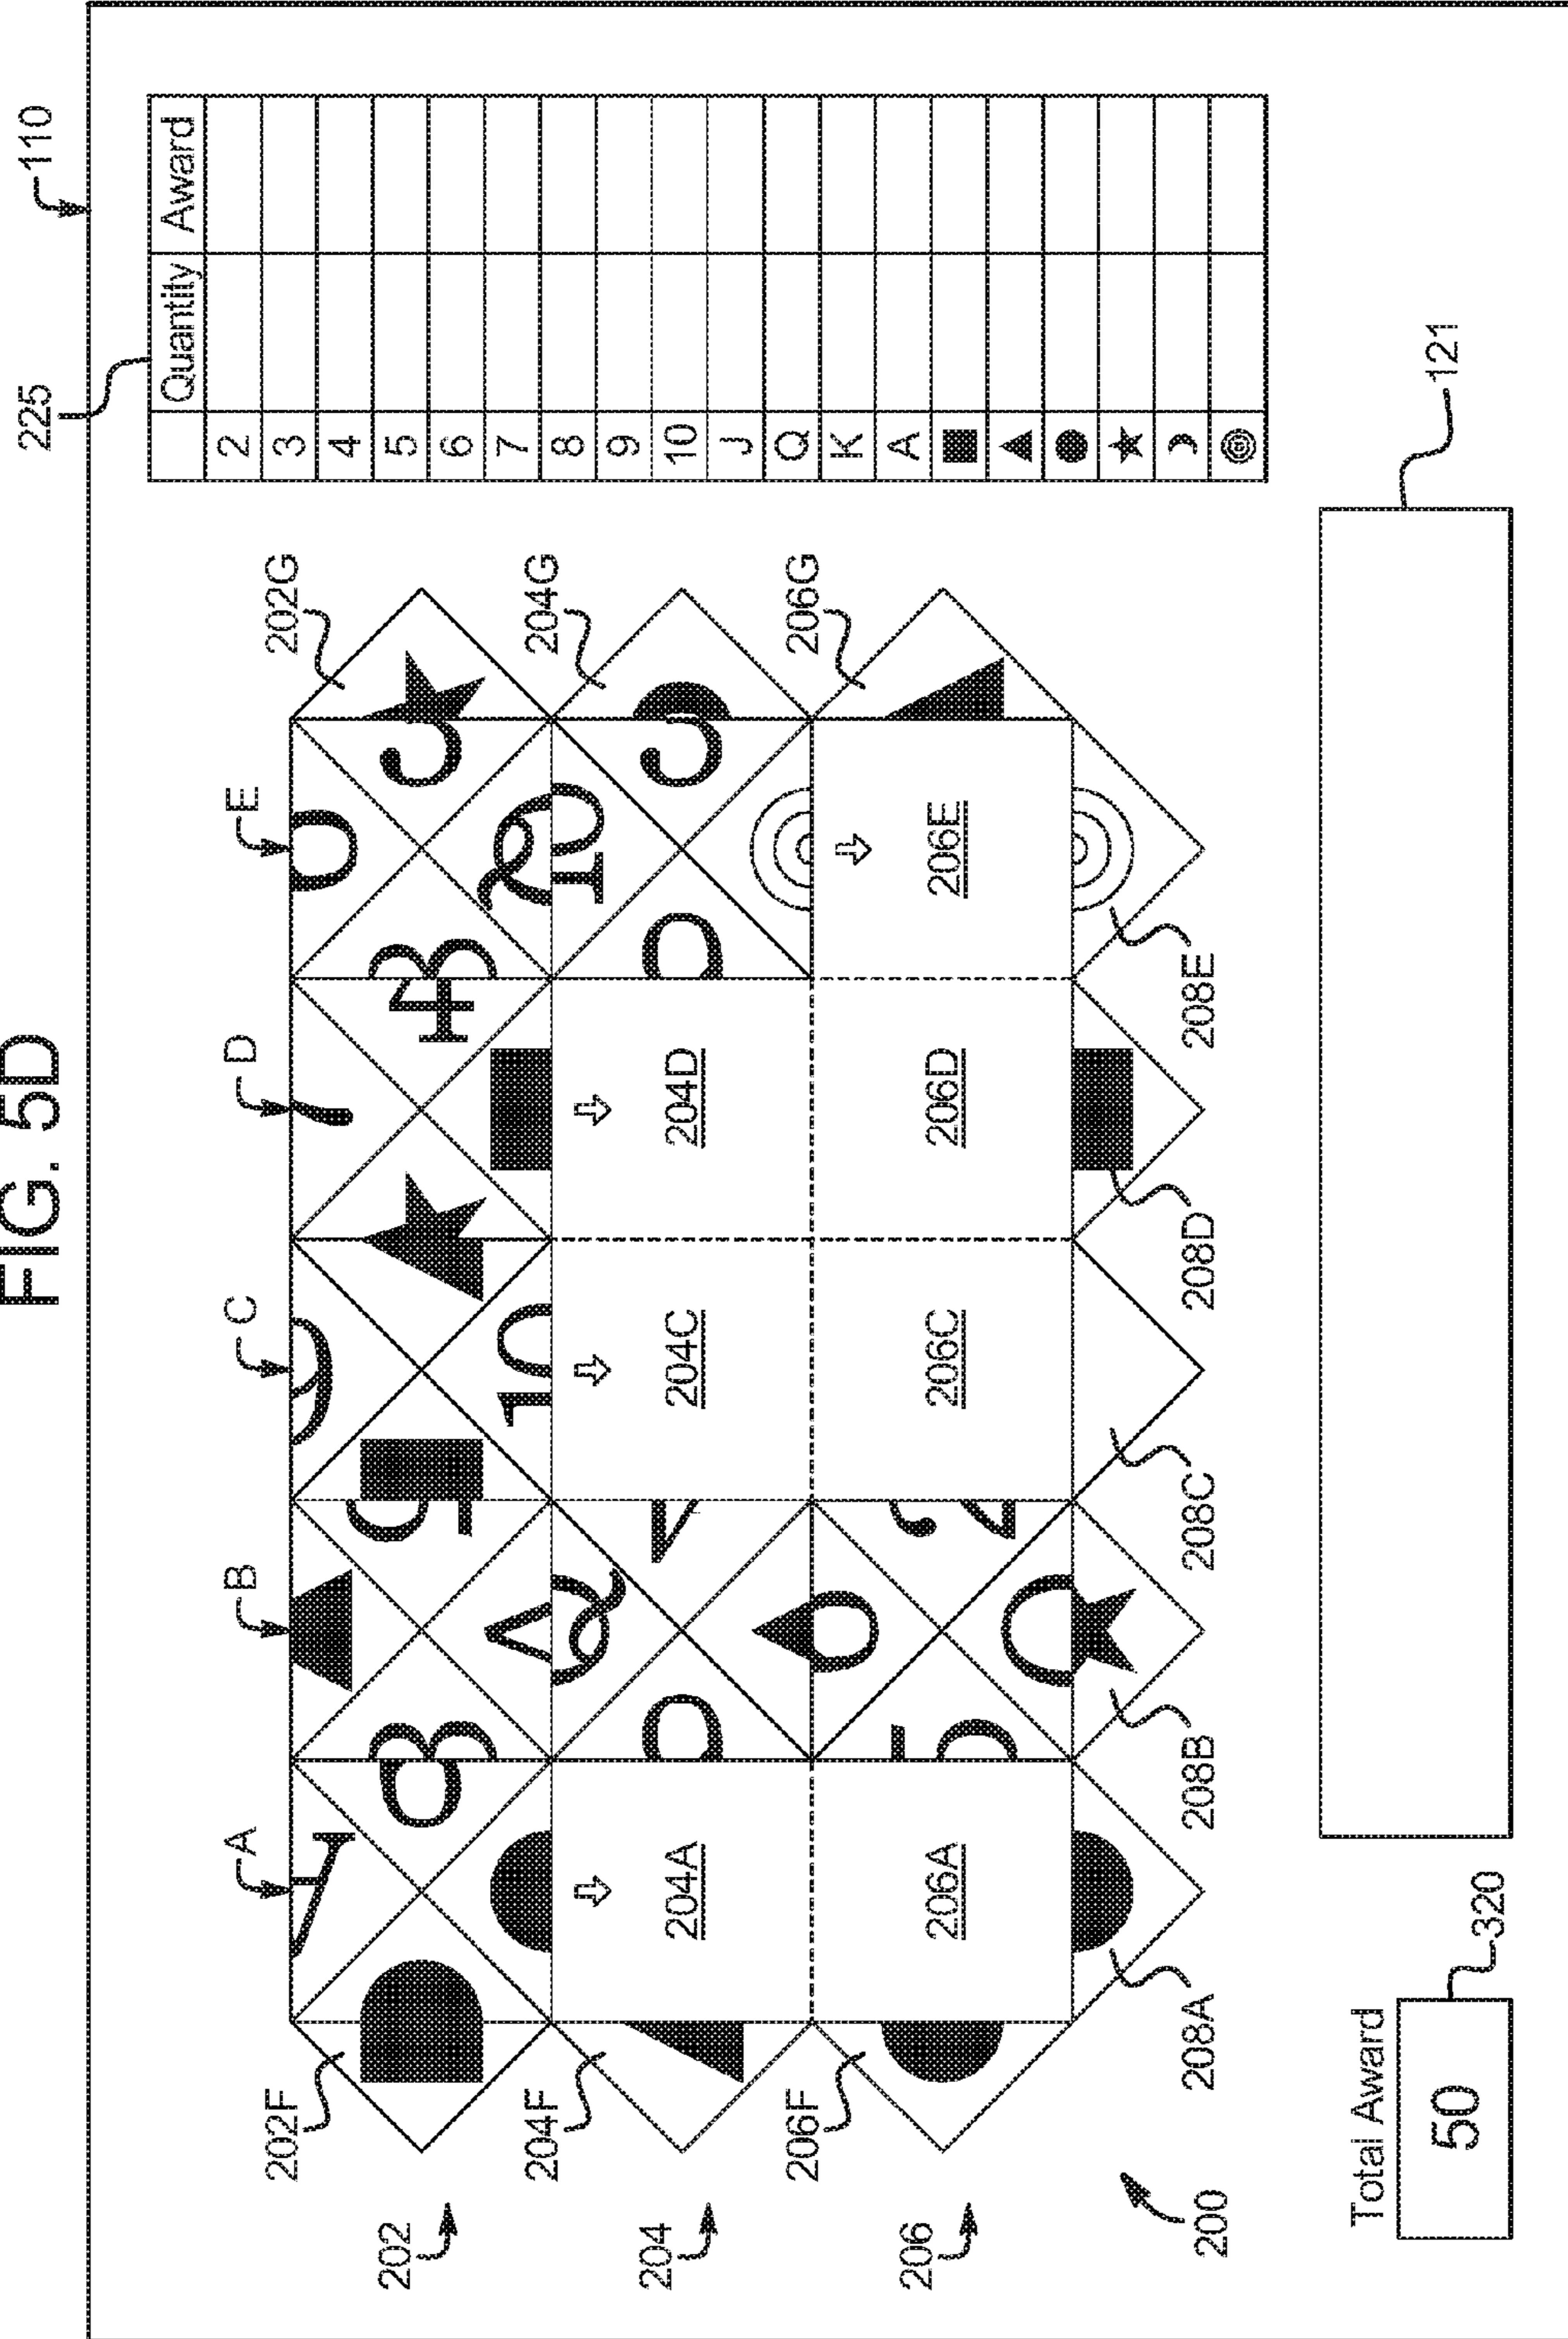 FIG. 5D
225
110
Quantity Award
2
3
4
5
6
7
8
9
10
J
Q
K
A
A B C D E
202F
202G
202
204F
204A
204C
204D
204G
204
206F
206A
206C
206D
206E
206G
206
208A
208B
208C
208D
208E
200
10
10
Total Award
50
320
121